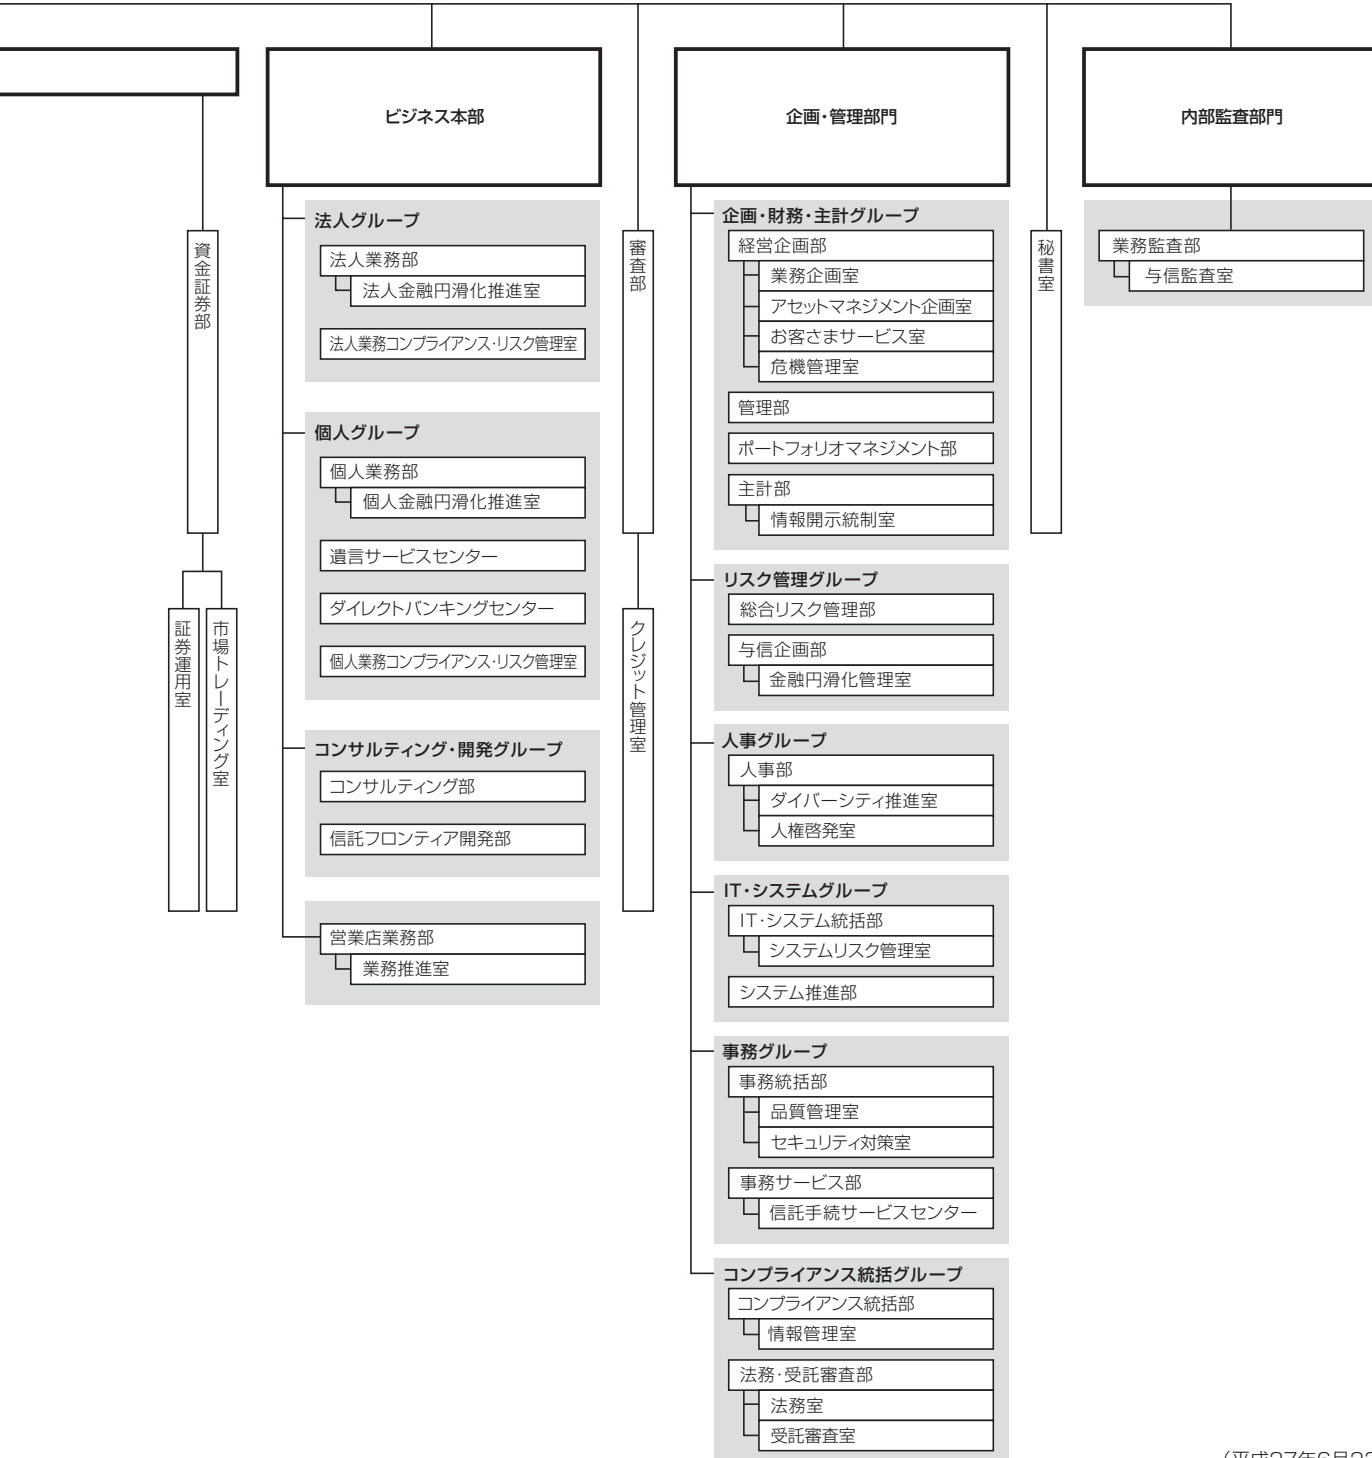 資金証券部
証券運用室
市場トレーディング室
ビジネス本部
法人グループ
法人業務部
法人金融円滑化推進室
法人業務コンプライアンス・リスク管理室
個人グループ
個人業務部
個人金融円滑化推進室
遺言サービスセンター
ダイレクトバンキングセンター
個人業務コンプライアンス・リスク管理室
コンサルティング・開発グループ
コンサルティング部
信託フロンティア開発部
営業店業務部
業務推進室
審査部
クレジット管理室
企画・管理部門
企画・財務・主計グループ
経営企画部
業務企画室
アセットマネジメント企画室
お客さまサービス室
危機管理室
管理部
ポートフォリオマネジメント部
主計部
情報開示統制室
リスク管理グループ
総合リスク管理部
与信企画部
金融円滑化管理室
人事グループ
人事部
ダイバーシティ推進室
人権啓発室
IT・システムグループ
IT・システム統括部
システムリスク管理室
システム推進部
事務グループ
事務統括部
品質管理室
セキュリティ対策室
事務サービス部
信託手続サービスセンター
コンプライアンス統括グループ
コンプライアンス統括部
情報管理室
法務・受託審査部
法務室
受託審査室
秘書室
内部監査部門
業務監査部
与信監査室